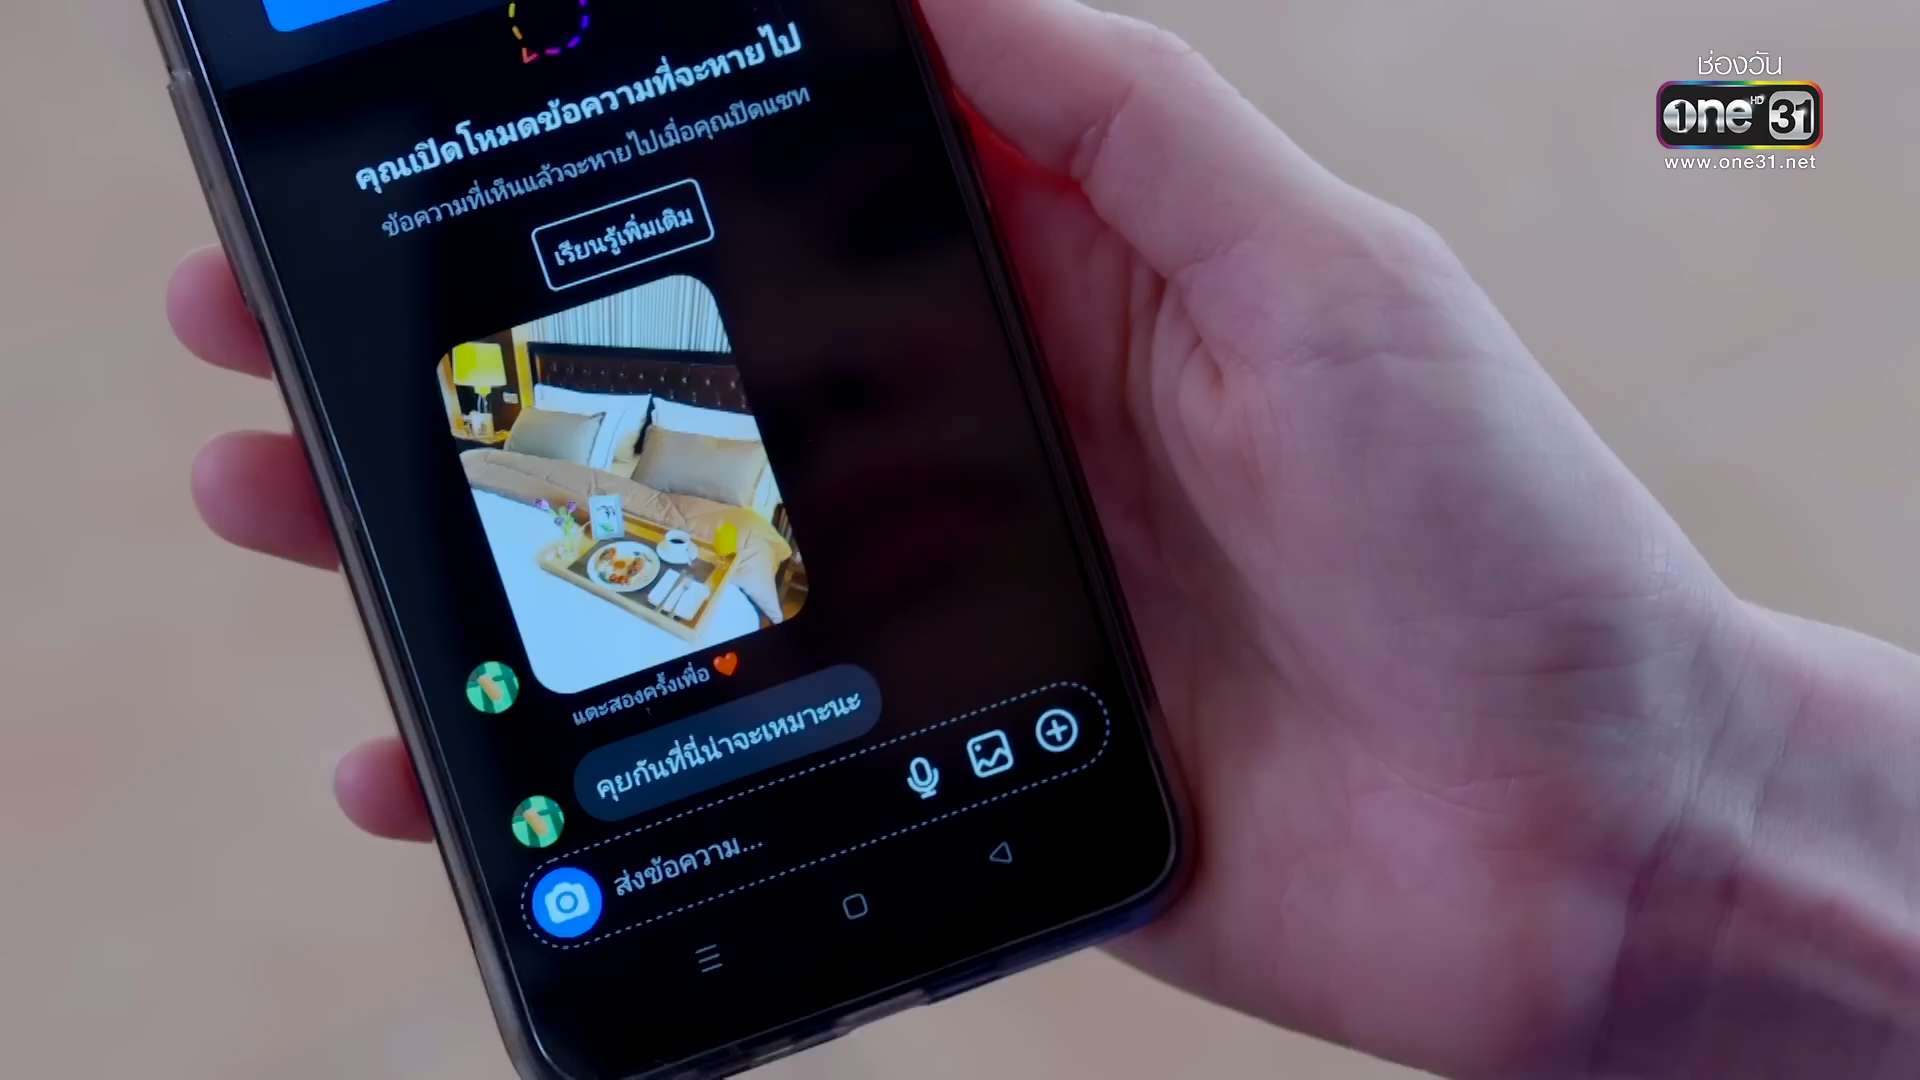 ช่องวัน
one HD 31
www.one31.net
คุณเปิดโหมดข้อความที่จะหายไป
ข้อความที่เห็นแล้วจะหายไปเมื่อคุณปิดแชท
เรียนรู้เพิ่มเติม
แตะสองครั้งเพื่อ ❤️
คุยกันที่นี่น่าจะเหมาะนะ
ส่งข้อความ...